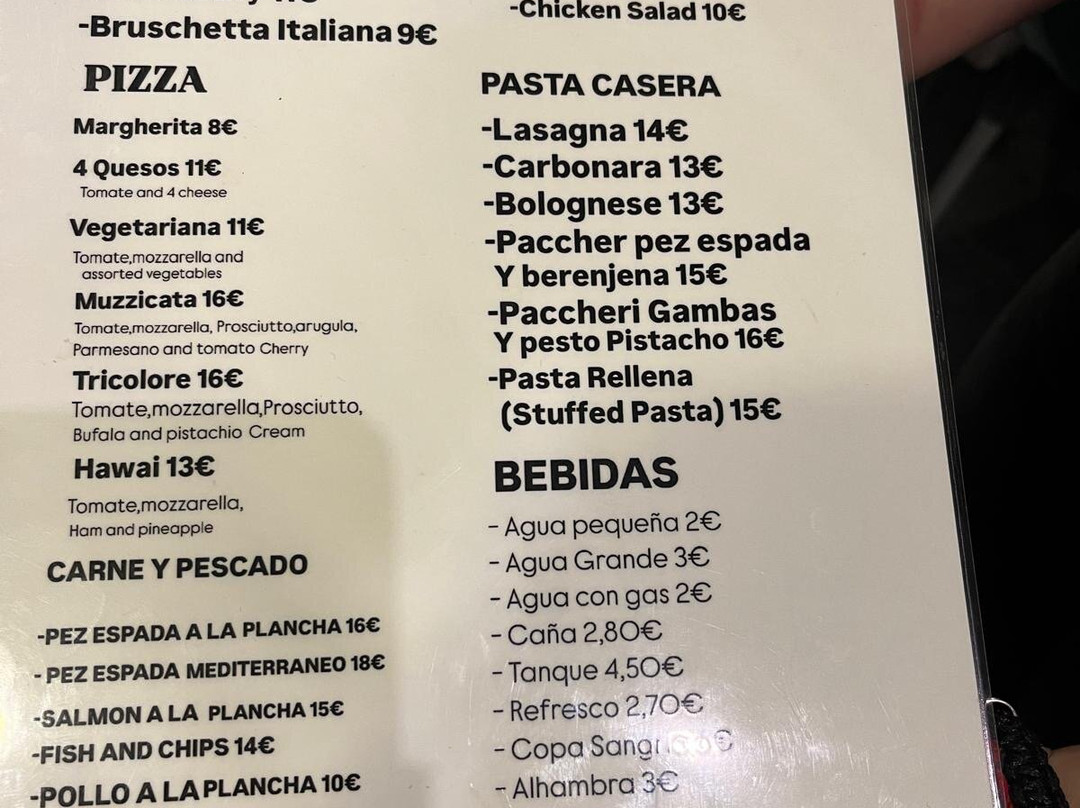 -Bruschetta Italiana 9€
PIZZA
Margherita 8€
4 Quesos 11€
Tomate and 4 cheese
Vegetariana 11€
Tomate,mozzarella and
assorted vegetables
Muzzicata 16€
Tomate,mozzarella, Prosciutto,arugula,
Parmesano and tomato Cherry
Tricolore 16€
Tomate,mozzarella,Prosciutto,
Bufala and pistachio Cream
Hawai 13€
Tomate,mozzarella,
Ham and pineapple
CARNE Y PESCADO
-PEZ ESPADA A LA PLANCHA 16€
- PEZ ESPADA MEDITERRANEO 18€
-SALMON A LA PLANCHA 15€
-FISH AND CHIPS 14€
-POLLO A LA PLANCHA 10€
-Chicken Salad 10€
PASTA CASERA
-Lasagna 14€
-Carbonara 13€
-Bolognese 13€
-Paccher pez espada
Y berenjena 15€
-Paccheri Gambas
Y pesto Pistacho 16€
-Pasta Rellena
(Stuffed Pasta) 15€
BEBIDAS
- Agua pequeña 2€
- Agua Grande 3€
- Agua con gas 2€
- Caña 2,80€
- Tanque 4,50€
- Refresco 2,70€
- Copa
- Alhambra 3€